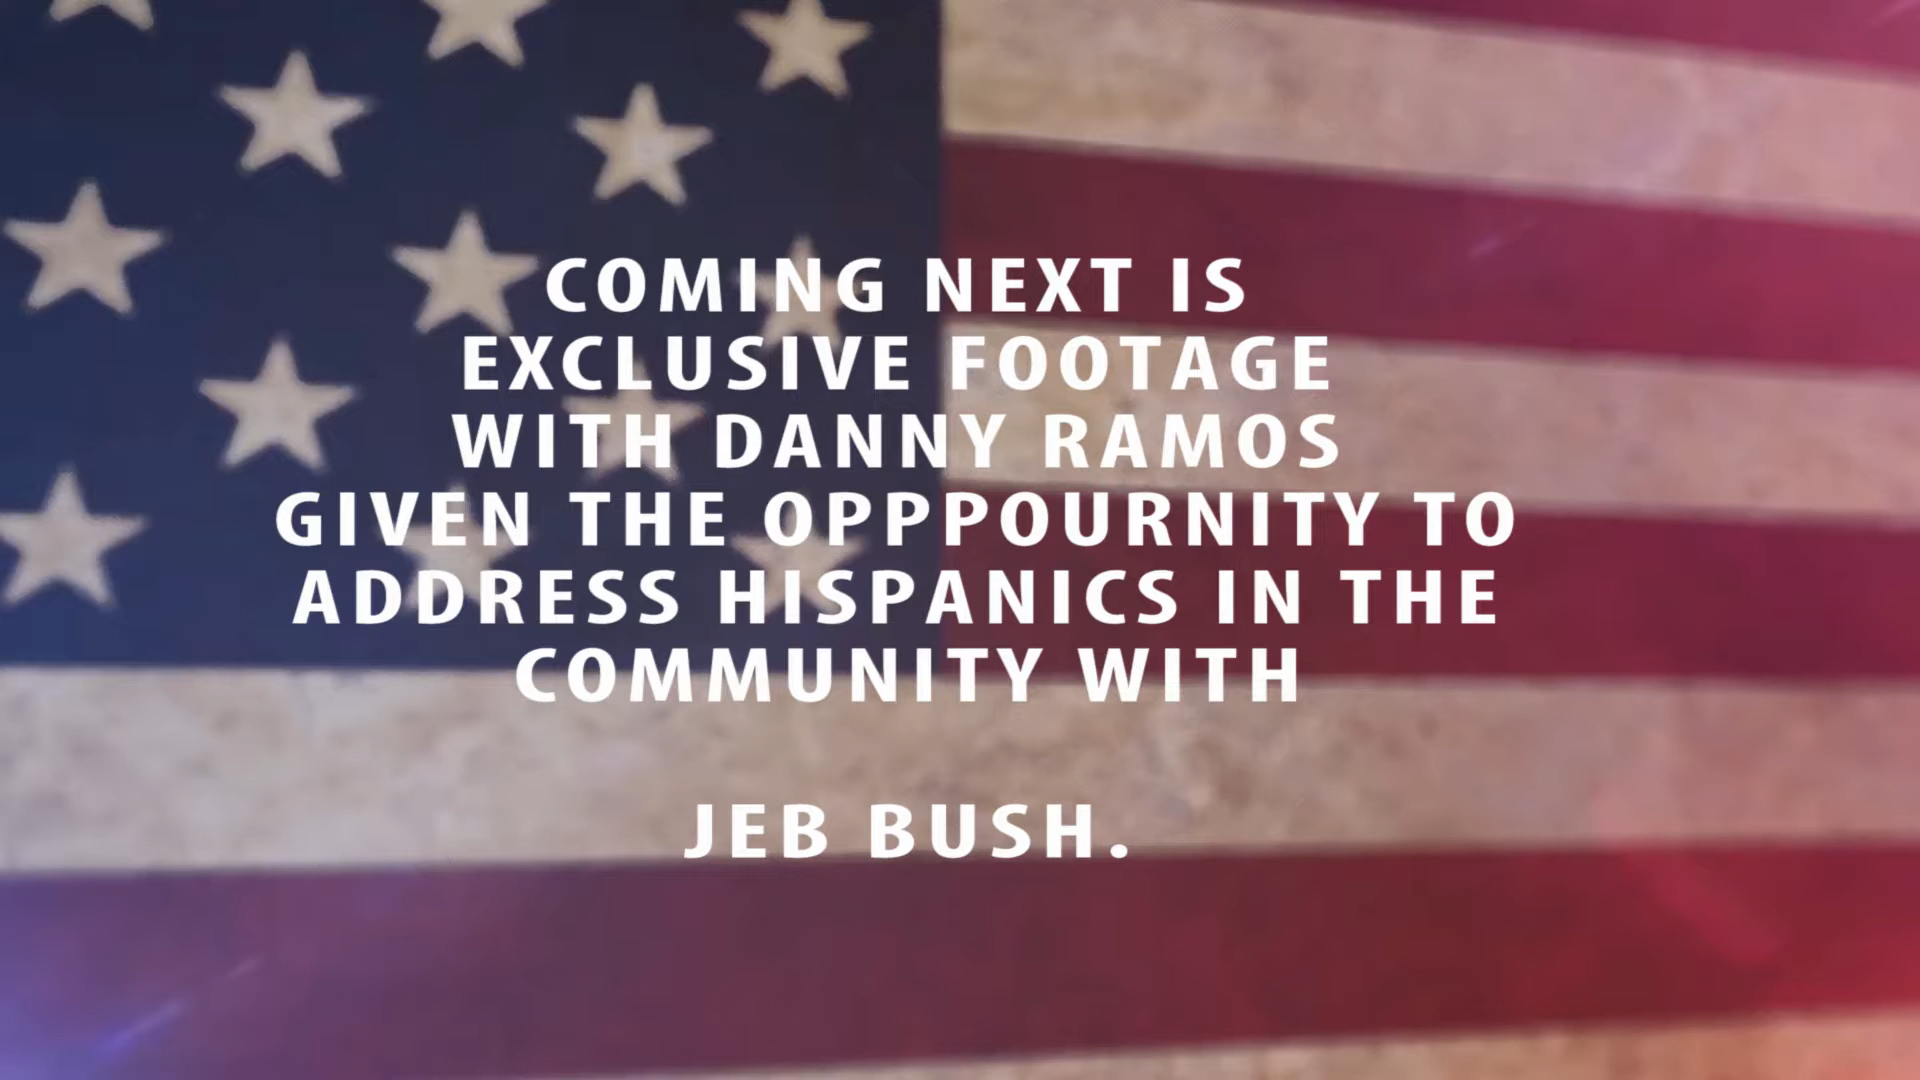 COMING NEXT IS
EXCLUSIVE FOOTAGE
WITH DANNY RAMOS
GIVEN THE OPPPOURNITY TO
ADDRESS HISPANICS IN THE
COMMUNITY WITH
JEB BUSH.